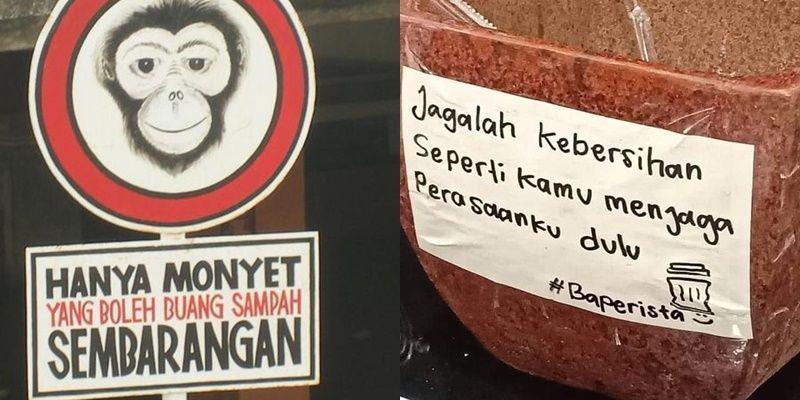 HANYA MONYET
YANG BOLEH BUANG SAMPAH
SEMBARANGAN
Jagalah Kebersihan
Seperti kamu menjaga
Perasaanku dulu
#Baperista